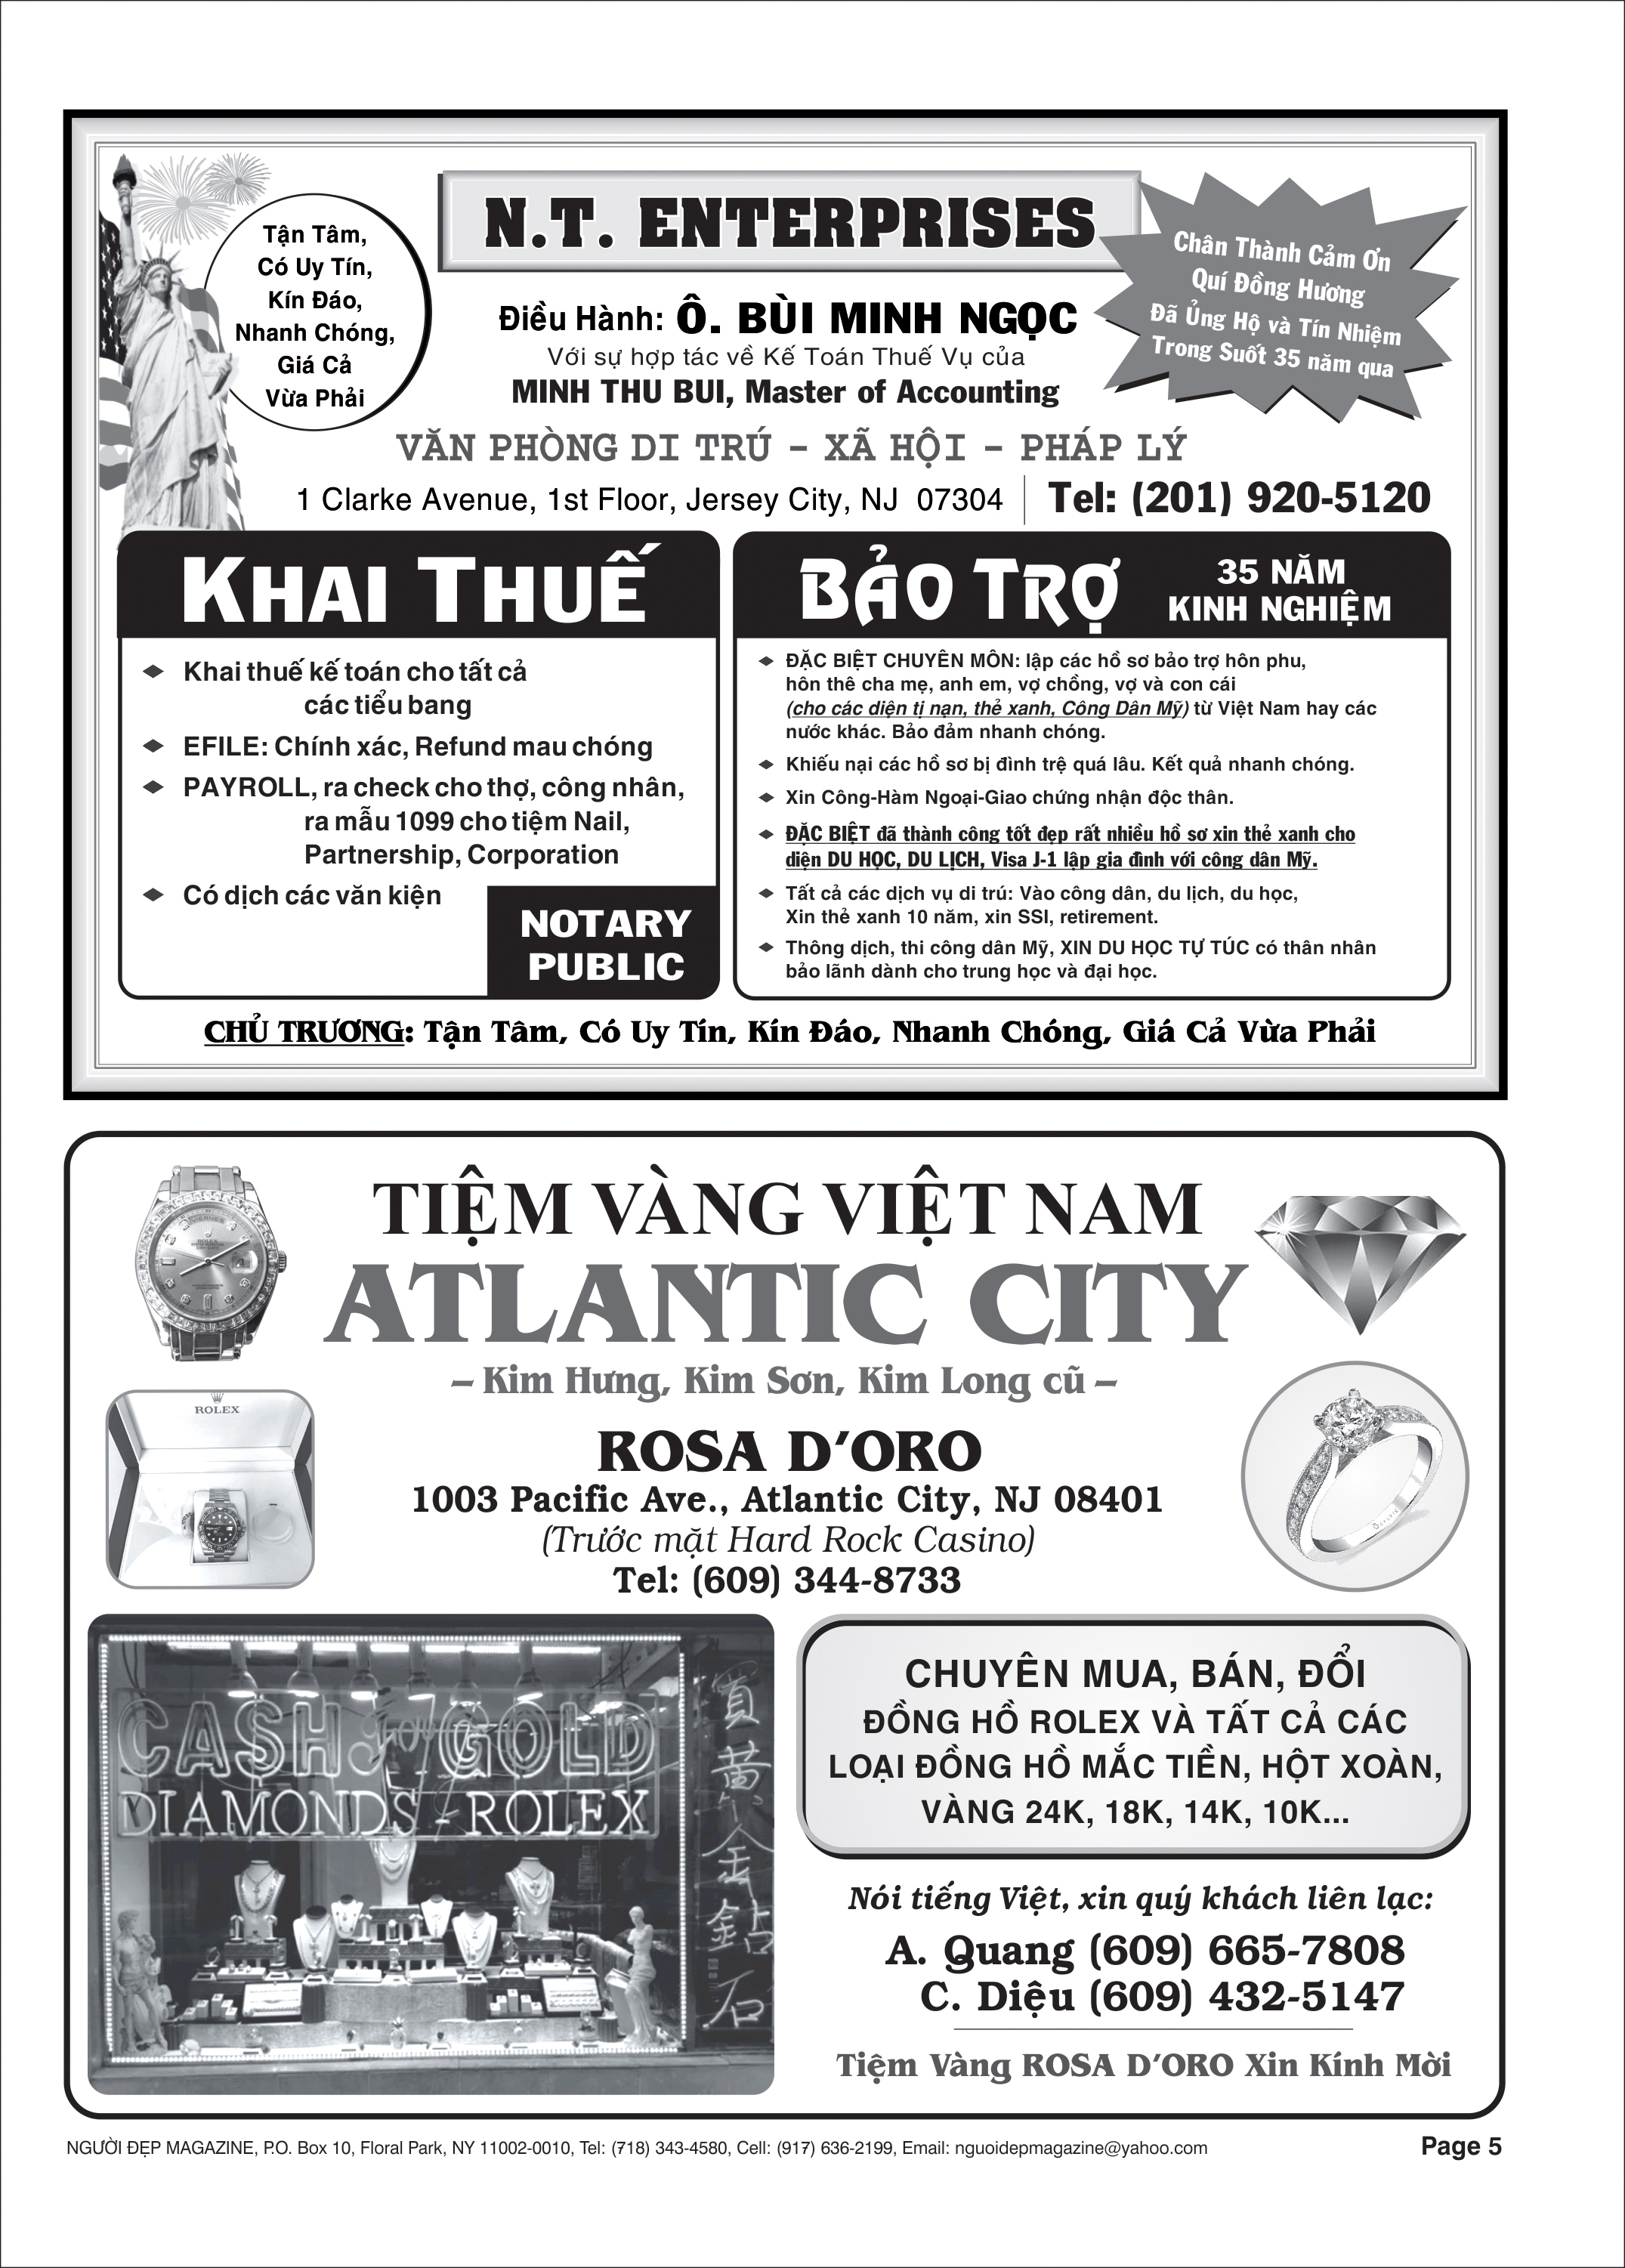 Tận Tâm,
Có Uy Tín,
Kín Đáo,
Nhanh Chóng,
Giá Cả
Vừa Phải
N.T. ENTERPRISES
Điều Hành: Ô. BÙI MINH NGỌC
Với sự hợp tác về Kế Toán Thuế Vụ của
MINH THU BUI, Master of Accounting
Chân Thành Cảm Ơn
Quí Đồng Hương
Đã Ủng Hộ và Tín Nhiệm
Trong Suốt 35 năm qua
VĂN PHÒNG DI TRÚ – XÃ HỘI – PHÁP LÝ
1 Clarke Avenue, 1st Floor, Jersey City, NJ 07304 | Tel: (201) 920-5120
KHAI THUẾ
Khai thuế kế toán cho tất cả
các tiểu bang
EFILE: Chính xác, Refund mau chóng
PAYROLL, ra check cho thợ, công nhân,
ra mẫu 1099 cho tiệm Nail,
Partnership, Corporation
Có dịch các văn kiện
NOTARY
PUBLIC
BẢO TRỢ
35 NĂM
KINH NGHIỆM
ĐẶC BIỆT CHUYÊN MÔN: lập các hồ sơ bảo trợ hôn phu,
hôn thê cha mẹ, anh em, vợ chồng, vợ và con cái
(cho các diện tị nạn, thẻ xanh, Công Dân Mỹ) từ Việt Nam hay các
nước khác. Bảo đảm nhanh chóng.
Khiếu nại các hồ sơ bị đình trệ quá lâu. Kết quả nhanh chóng.
Xin Công-Hàm Ngoại-Giao chứng nhận độc thân.
ĐẶC BIỆT đã thành công tốt đẹp rất nhiều hồ sơ xin thẻ xanh cho
diện DU HỌC, DU LỊCH, Visa J-1 lập gia đình với công dân Mỹ.
Tất cả các dịch vụ di trú: Vào công dân, du lịch, du học,
Xin thẻ xanh 10 năm, xin SSI, retirement.
Thông dịch, thi công dân Mỹ, XIN DU HỌC TỰ TÚC có thân nhân
bảo lãnh dành cho trung học và đại học.
CHỦ TRƯƠNG: Tận Tâm, Có Uy Tín, Kín Đáo, Nhanh Chóng, Giá Cả Vừa Phải
TIỆM VÀNG VIỆT NAM
ATLANTIC CITY
– Kim Hưng, Kim Sơn, Kim Long cũ –
ROLEX
ROSA D'ORO
1003 Pacific Ave., Atlantic City, NJ 08401
(Trước mặt Hard Rock Casino)
Tel: (609) 344-8733
CASH GOLD
DIAMONDS - ROLEX
買黃金鉆石
CHUYÊN MUA, BÁN, ĐỔI
ĐỒNG HỒ ROLEX VÀ TẤT CẢ CÁC
LOẠI ĐỒNG HỒ MẮC TIỀN, HỘT XOÀN,
VÀNG 24K, 18K, 14K, 10K...
Nói tiếng Việt, xin quý khách liên lạc:
A. Quang (609) 665-7808
C. Diệu (609) 432-5147
Tiệm Vàng ROSA D'ORO Xin Kính Mời
NGƯỜI ĐẸP MAGAZINE, P.O. Box 10, Floral Park, NY 11002-0010, Tel: (718) 343-4580, Cell: (917) 636-2199, Email: nguoidepmagazine@yahoo.com
Page 5